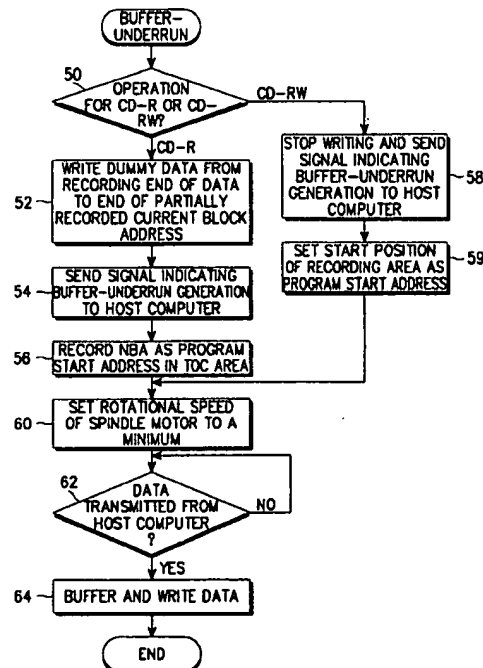 BUFFER-
UNDERRUN
50
OPERATION
FOR CD-R OR CD-
RW?
CD-RW
CD-R
52
WRITE DUMMY DATA FROM
RECORDING END OF DATA
TO END OF PARTIALLY
RECORDED CURRENT BLOCK
ADDRESS
STOP WRITING AND SEND
SIGNAL INDICATING
BUFFER-UNDERRUN
GENERATION TO HOST
COMPUTER
58
54
SEND SIGNAL INDICATING
BUFFER-UNDERRUN GENERATION
TO HOST COMPUTER
SET START POSITION
OF RECORDING AREA AS
PROGRAM START ADDRESS
59
56
RECORD NBA AS PROGRAM
START ADDRESS IN TOC AREA
60
SET ROTATIONAL SPEED
OF SPINDLE MOTOR TO A
MINIMUM
62
DATA
TRANSMITTED FROM
HOST COMPUTER
?
NO
YES
64
BUFFER AND WRITE DATA
END